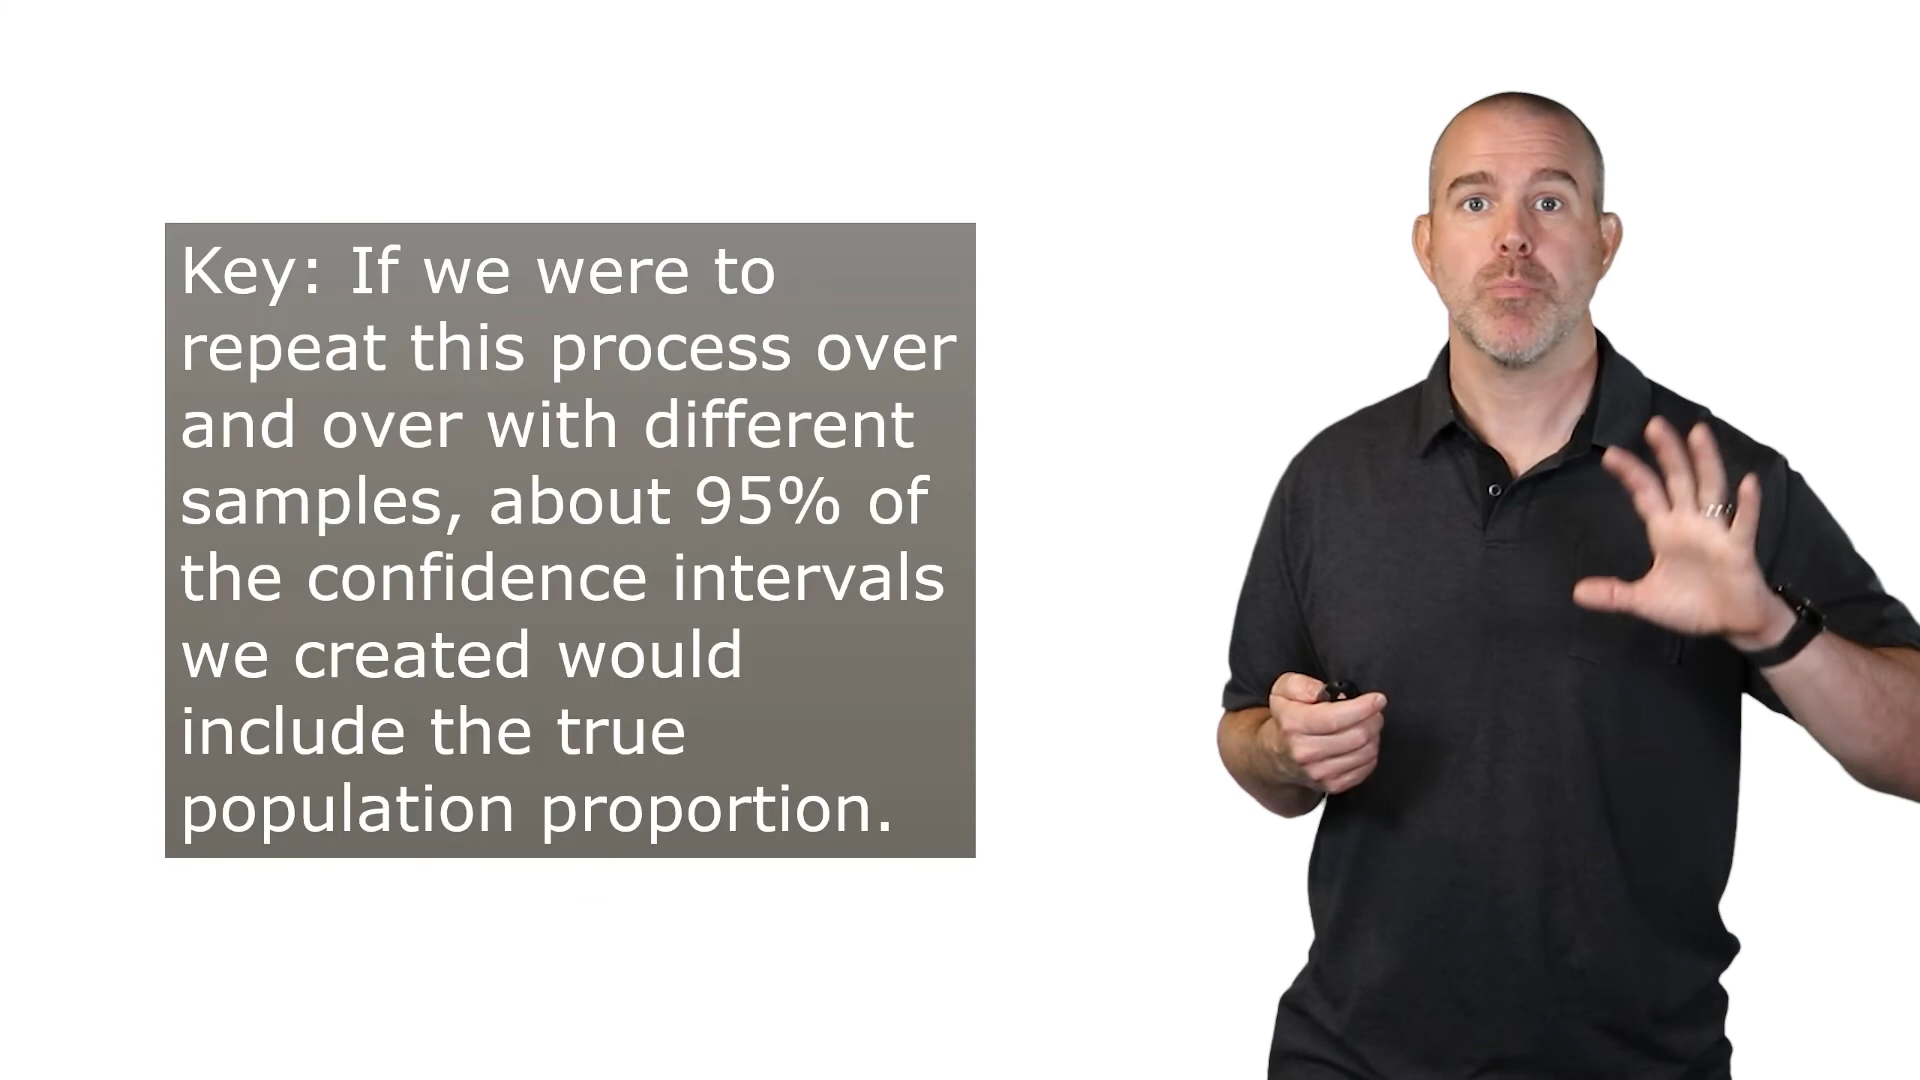 Key: If we were to
repeat this process over
and over with different
samples, about 95% of
the confidence intervals
we created would
include the true
population proportion.